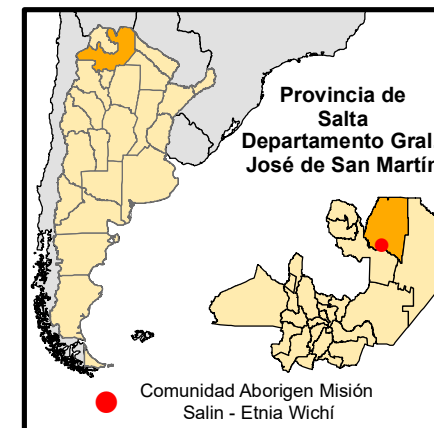 Provincia de
Salta
Departamento Gral.
José de San Martín
Comunidad Aborigen Misión
Salin - Etnia Wichí